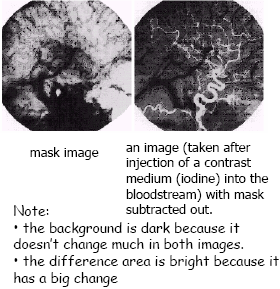 mask image
an image (taken after
injection of a contrast
medium (iodine) into the
bloodstream) with mask
subtracted out.
Note:
• the background is dark because it
doesn't change much in both images.
• the difference area is bright because it
has a big change